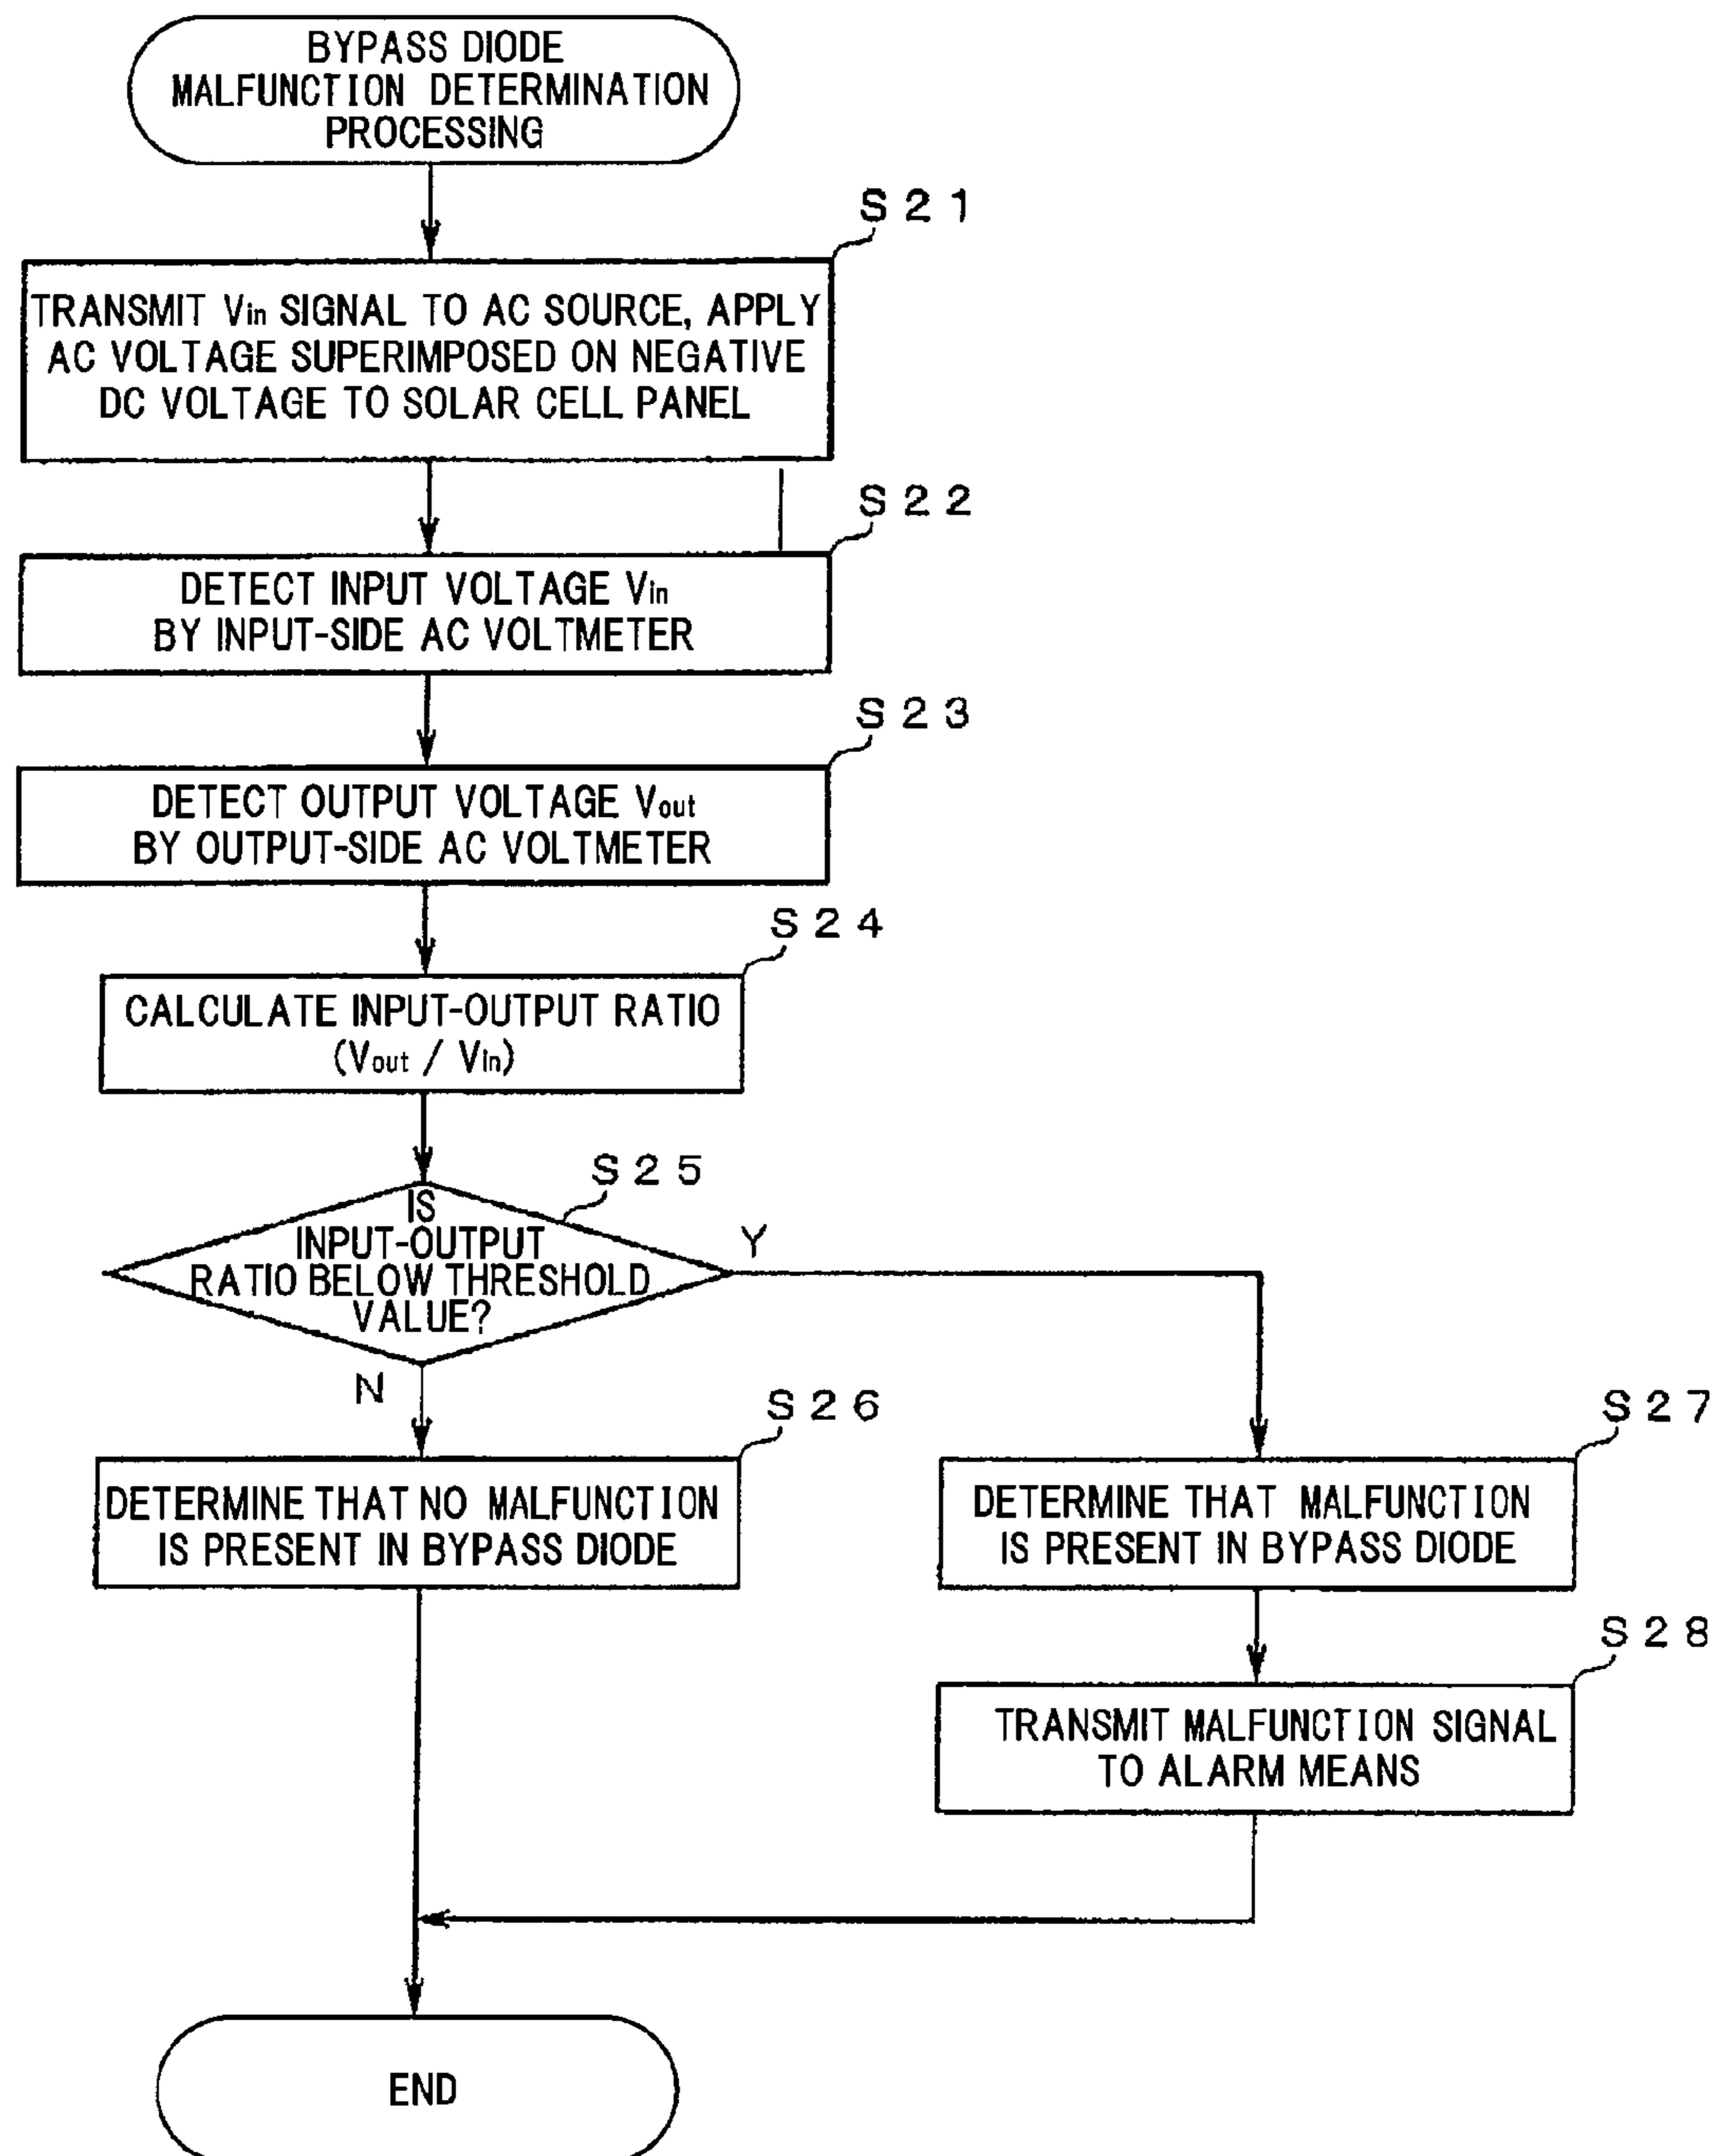 BYPASS DIODE
MALFUNCTION DETERMINATION
PROCESSING
S21
TRANSMIT Vin SIGNAL TO AC SOURCE, APPLY
AC VOLTAGE SUPERIMPOSED ON NEGATIVE
DC VOLTAGE TO SOLAR CELL PANEL
S22
DETECT INPUT VOLTAGE Vin
BY INPUT-SIDE AC VOLTMETER
S23
DETECT OUTPUT VOLTAGE Vout
BY OUTPUT-SIDE AC VOLTMETER
S24
CALCULATE INPUT-OUTPUT RATIO
(Vout / Vin)
S25
IS
INPUT-OUTPUT
RATIO BELOW THRESHOLD
VALUE?
Y
N
S26
DETERMINE THAT NO MALFUNCTION
IS PRESENT IN BYPASS DIODE
S27
DETERMINE THAT MALFUNCTION
IS PRESENT IN BYPASS DIODE
S28
TRANSMIT MALFUNCTION SIGNAL
TO ALARM MEANS
END